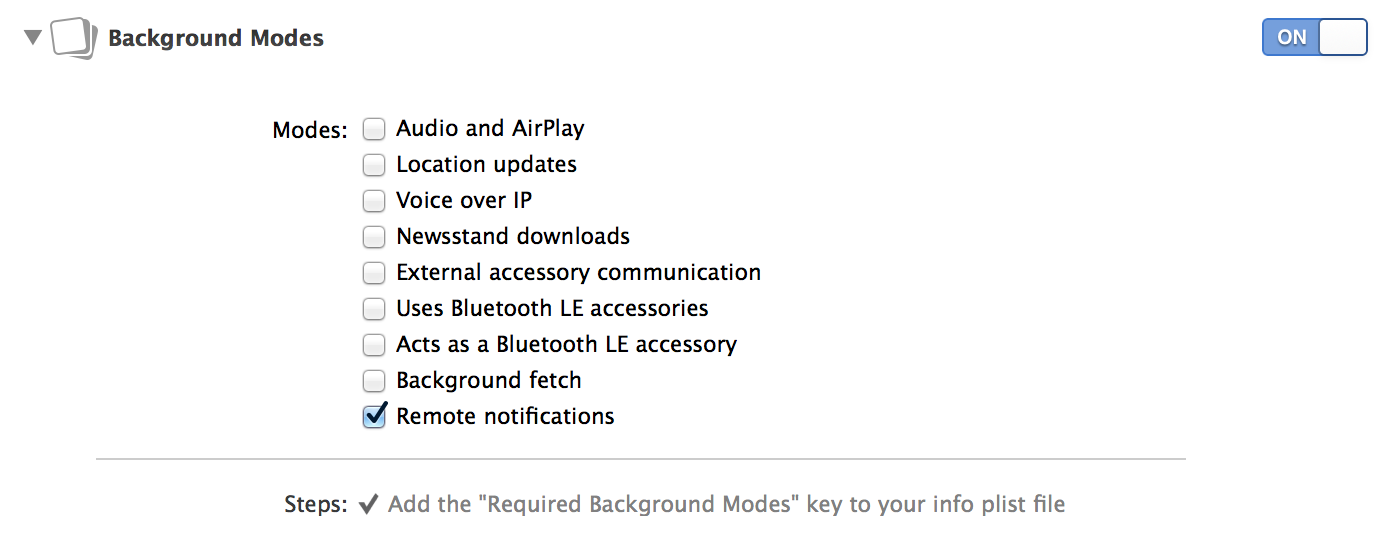 Background Modes
ON
Modes: Audio and AirPlay
Location updates
Voice over IP
Newsstand downloads
External accessory communication
Uses Bluetooth LE accessories
Acts as a Bluetooth LE accessory
Background fetch
Remote notifications
Steps: ✔ Add the "Required Background Modes" key to your info plist file